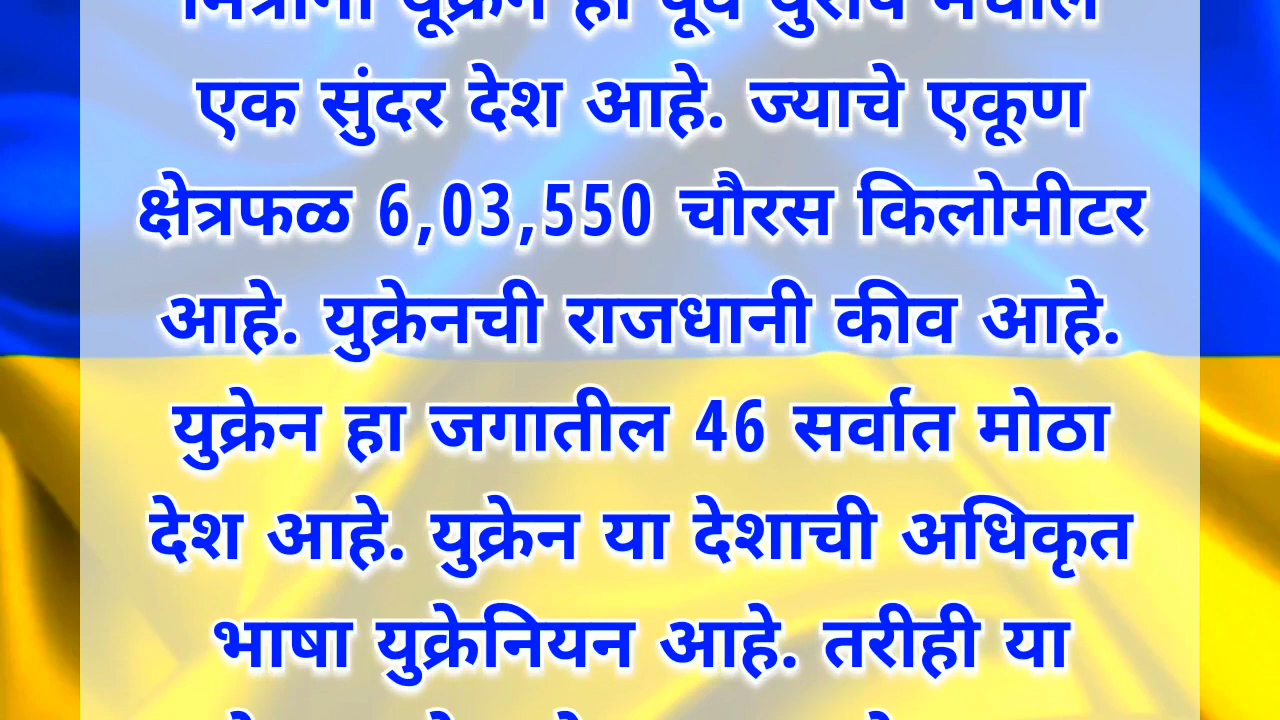 मित्रांनो यूक्रेन हा पूर्व युरोप मधील
एक सुंदर देश आहे. ज्याचे एकूण
क्षेत्रफळ 6,03,550 चौरस किलोमीटर
आहे. युक्रेनची राजधानी कीव आहे.
युक्रेन हा जगातील 46 सर्वात मोठा
देश आहे. युक्रेन या देशाची अधिकृत
भाषा युक्रेनियन आहे. तरीही या